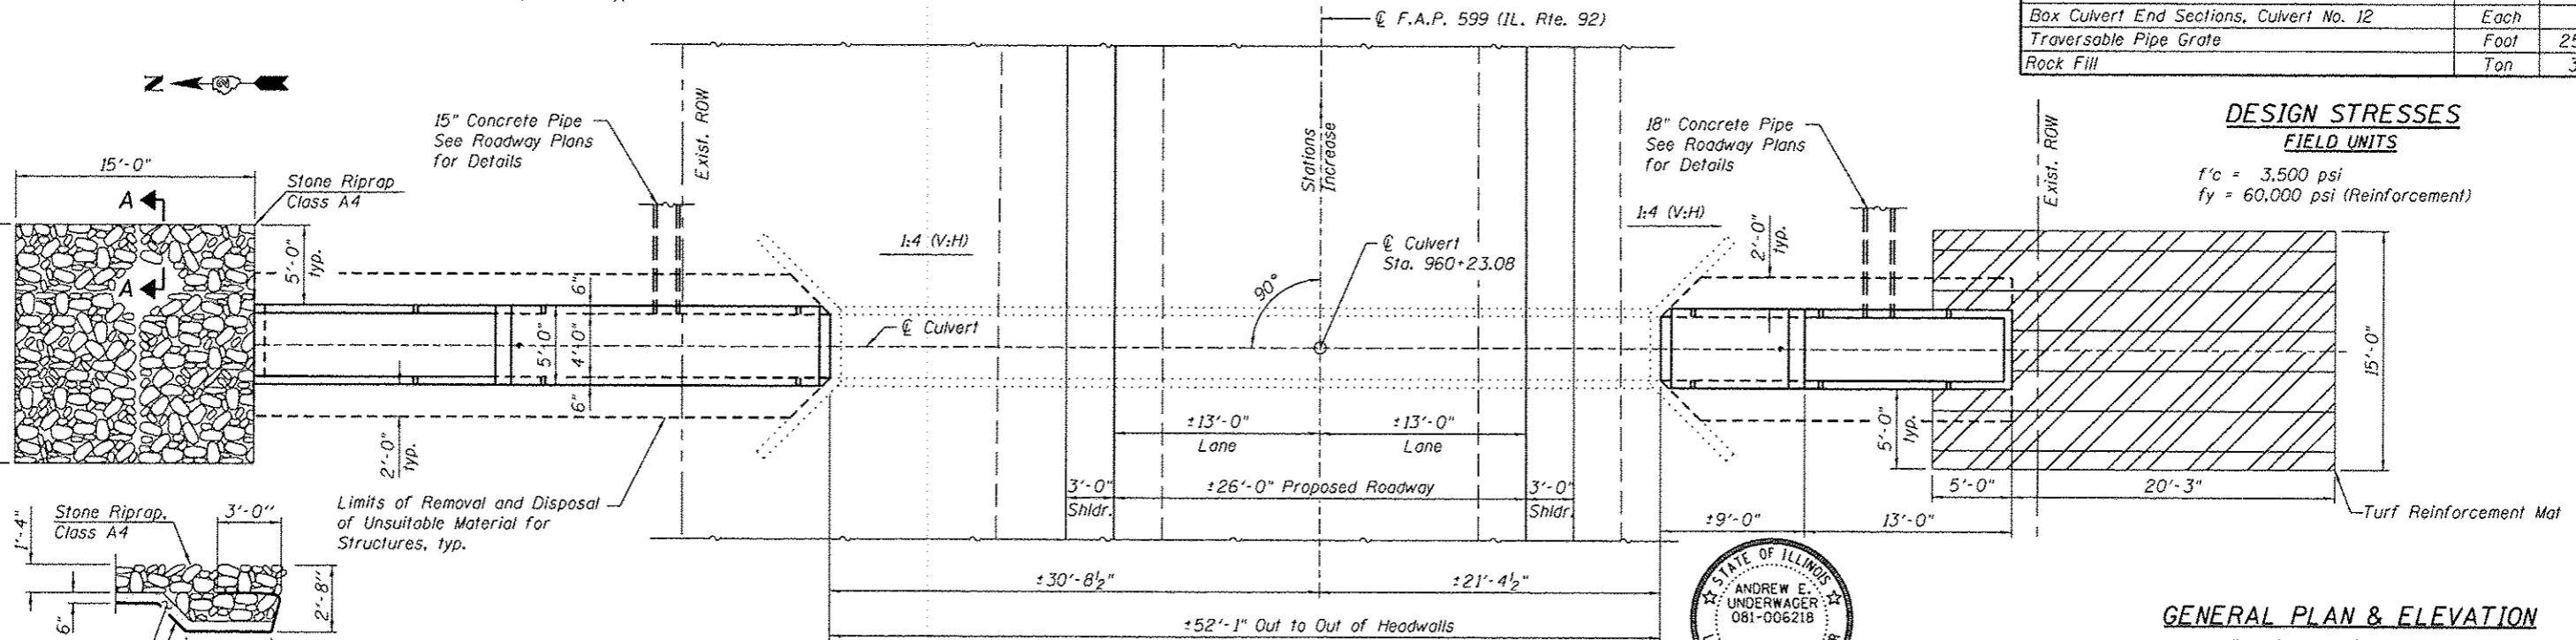 ℄ F.A.P. 599 (IL. Rte. 92)
Box Culvert End Sections, Culvert No. 12 Each
Traversable Pipe Grate Foot
Rock Fill Ton
DESIGN STRESSES
FIELD UNITS
f'c = 3,500 psi
fy = 60,000 psi (Reinforcement)
Z
15'-0"
A
A
Stone Riprap
Class A4
5'-0"
typ.
15" Concrete Pipe
See Roadway Plans
for Details
Exist. ROW
1:4 (V:H)
Stations
Increase
18" Concrete Pipe
See Roadway Plans
for Details
Exist. ROW
1:4 (V:H)
2'-0"
typ.
℄ Culvert
Sta. 960+23.08
90°
℄ Culvert
6"
5'-0"
4'-0"
6"
2'-0"
typ.
Limits of Removal and Disposal
of Unsuitable Material for
Structures, typ.
±13'-0"
Lane
±13'-0"
Lane
3'-0"
Shldr.
±26'-0" Proposed Roadway
3'-0"
Shldr.
5'-0"
typ.
15'-0"
5'-0"
20'-3"
Turf Reinforcement Mat
±9'-0"
13'-0"
±30'-8½"
±21'-4½"
±52'-1" Out to Out of Headwalls
Stone Riprap,
Class A4
3'-0"
1'-4"
6"
2'-8"
STATE OF ILLINOIS
ANDREW E.
UNDERWAGER
081-006218
GENERAL PLAN & ELEVATION